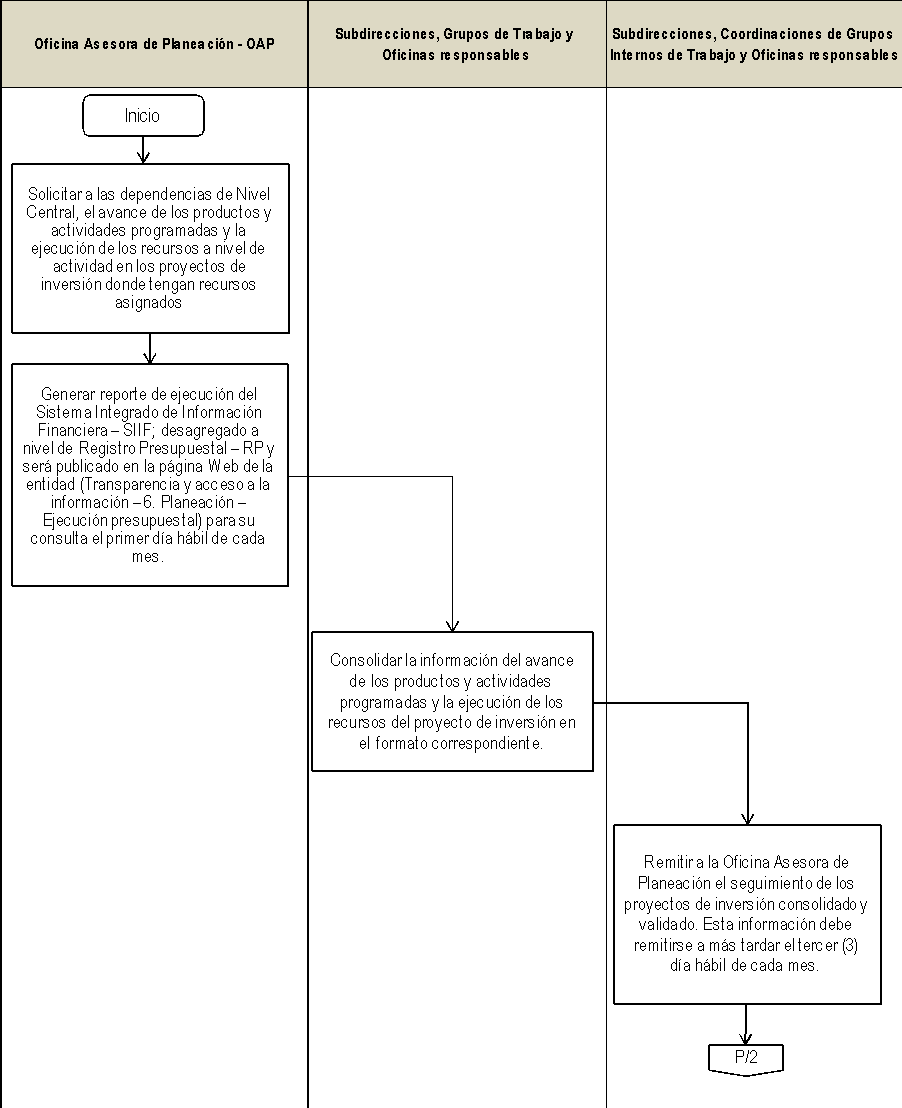 Oficina Asesora de Planeación - OAP
Subdirecciones, Grupos de Trabajo y
Oficinas responsables
Subdirecciones, Coordinaciones de Grupos
Internos de Trabajo y Oficinas responsables
Inicio
Solicitar a las dependencias de Nivel
Central, el avance de los productos y
actividades programadas y la
ejecución de los recursos a nivel de
actividad en los proyectos de
inversión donde tengan recursos
asignados
Generar reporte de ejecución del
Sistema Integrado de Información
Financiera – SIIF; desagregado a
nivel de Registro Presupuestal – RP y
será publicado en la página Web de la
entidad (Transparencia y acceso a la
información – 6. Planeación –
Ejecución presupuestal) para su
consulta el primer día hábil de cada
mes.
Consolidar la información del avance
de los productos y actividades
programadas y la ejecución de los
recursos del proyecto de inversión en
el formato correspondiente.
Remitir a la Oficina Asesora de
Planeación el seguimiento de los
proyectos de inversión consolidado y
validado. Esta información debe
remitirse a más tardar el tercer (3)
día hábil de cada mes.
P/2